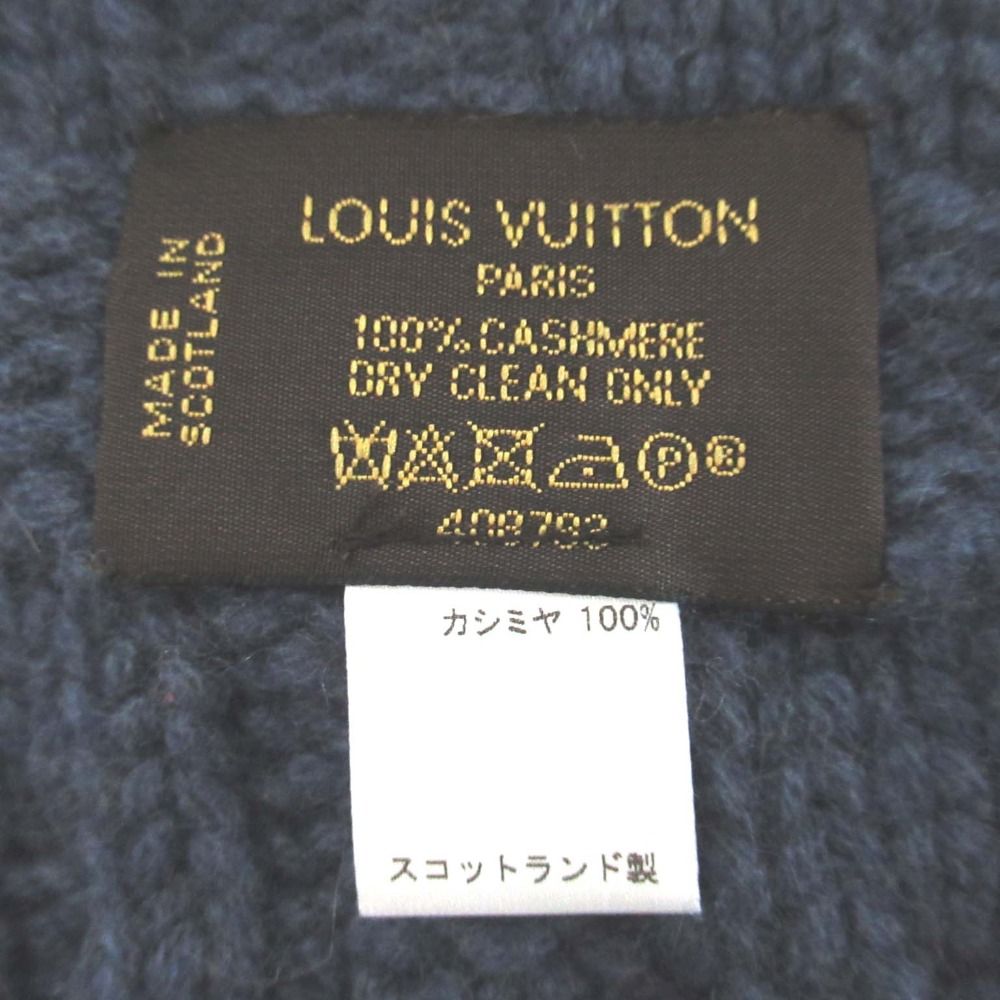 LOUIS VUITTON
PARIS
100% CASHMERE
DRY CLEAN ONLY
P ®
408792
MADE IN
SCOTLAND
カシミヤ 100%
スコットランド製